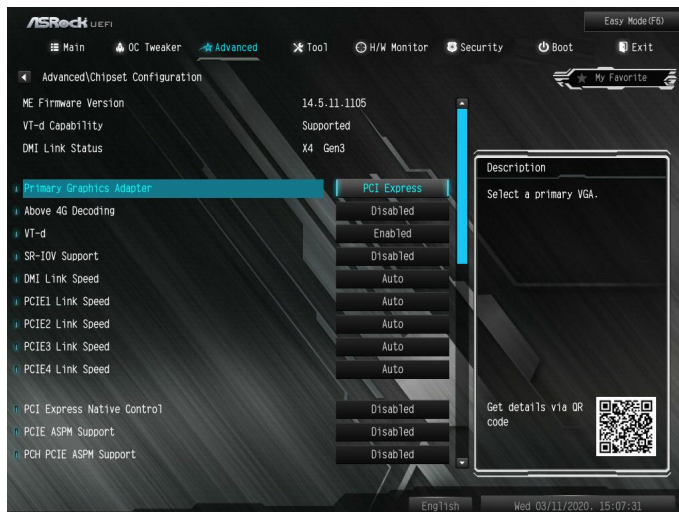 ASRock UEFI
Easy Mode(F6)
Main OC Tweaker Advanced Tool H/W Monitor Security Boot Exit
Advanced\Chipset Configuration
My Favorite
ME Firmware Version 14.5.11.1105
VT-d Capability Supported
DMI Link Status X4 Gen3
Primary Graphics Adapter PCI Express
Above 4G Decoding Disabled
VT-d Enabled
SR-IOV Support Disabled
DMI Link Speed Auto
PCIE1 Link Speed Auto
PCIE2 Link Speed Auto
PCIE3 Link Speed Auto
PCIE4 Link Speed Auto
PCI Express Native Control Disabled
PCIE ASPM Support Disabled
PCH PCIE ASPM Support Disabled
Description
Select a primary VGA.
Get details via QR
code
English
Wed 03/11/2020. 15:07:31